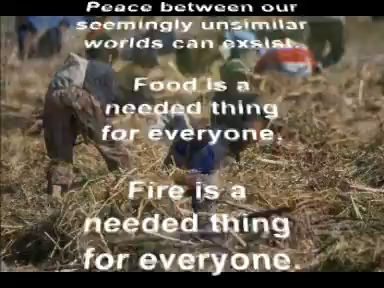 Peace between our
seemingly unsimilar
worlds can exsist.
Food is a
needed thing
for everyone.
Fire is a
needed thing
for everyone.